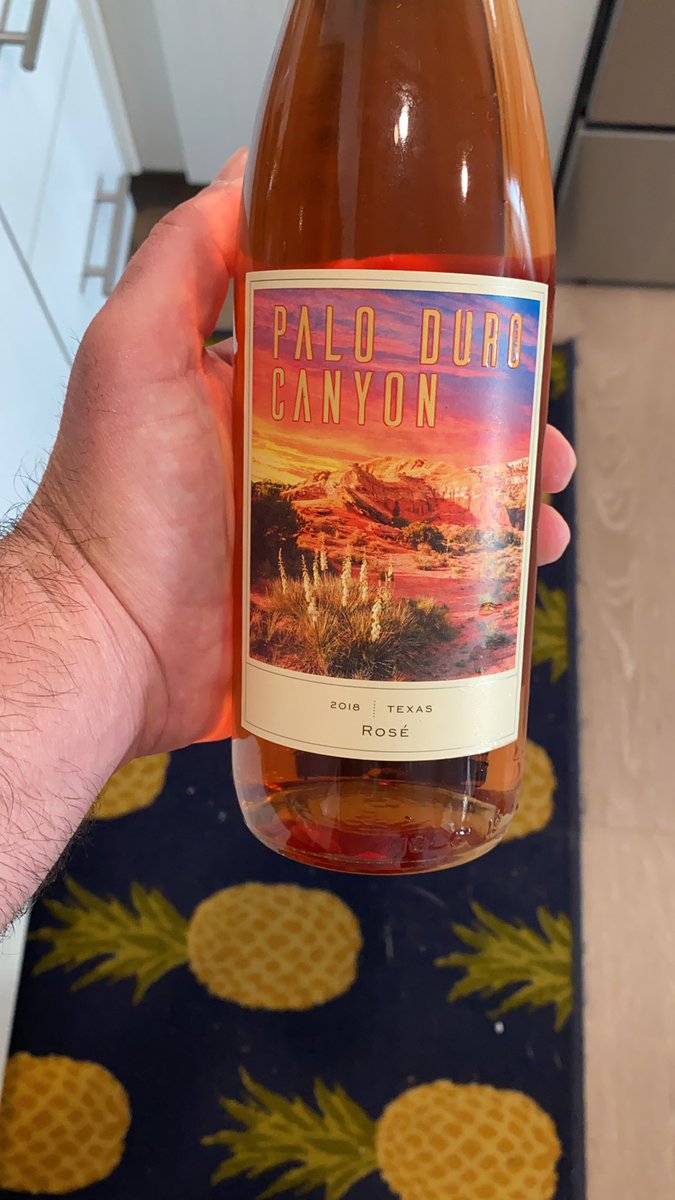 PALO DURO
CANYON
2018 TEXAS
ROSÉ